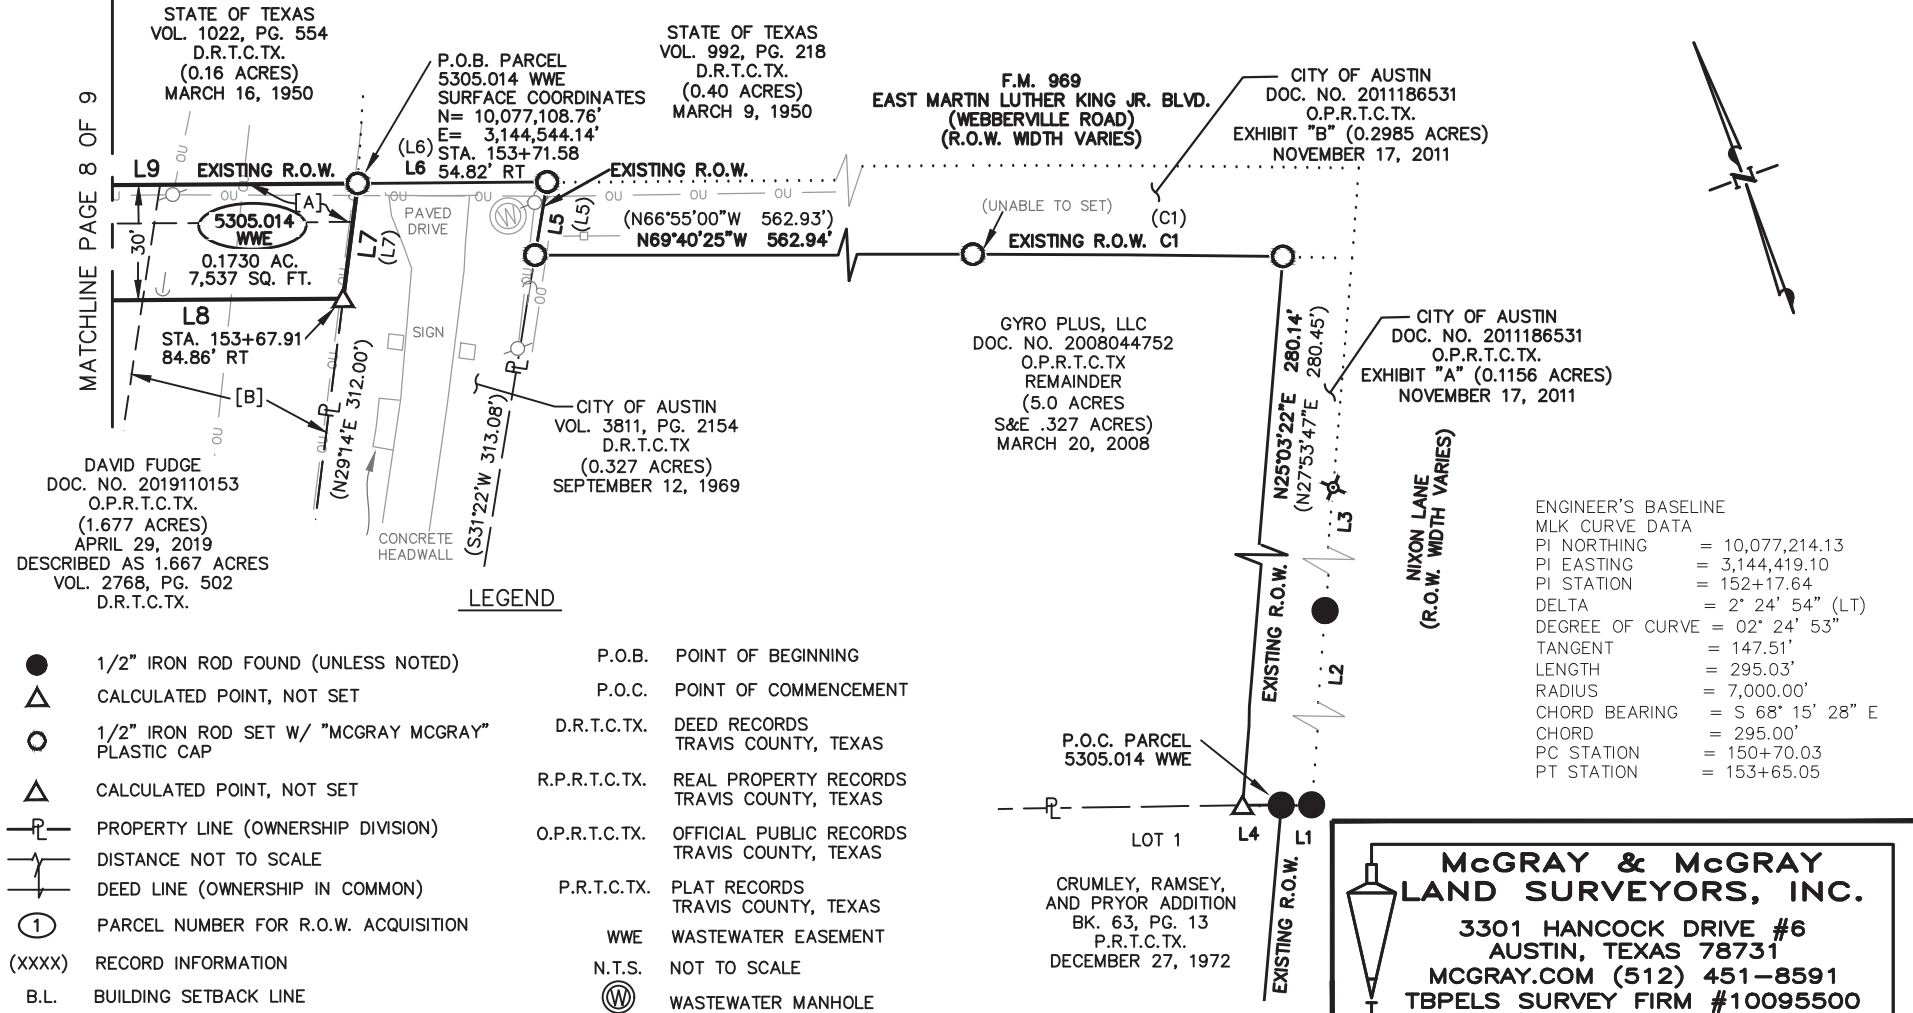 STATE OF TEXAS
VOL. 1022, PG. 554
D.R.T.C.TX.
(0.16 ACRES)
MARCH 16, 1950
P.O.B. PARCEL
5305.014 WWE
SURFACE COORDINATES
N= 10,077,108.76'
E= 3,144,544.14'
STA. 153+71.58
54.82' RT
STATE OF TEXAS
VOL. 992, PG. 218
D.R.T.C.TX.
(0.40 ACRES)
MARCH 9, 1950
F.M. 969
EAST MARTIN LUTHER KING JR. BLVD.
(WEBBERVILLE ROAD)
(R.O.W. WIDTH VARIES)
CITY OF AUSTIN
DOC. NO. 2011186531
O.P.R.T.C.TX.
EXHIBIT "B" (0.2985 ACRES)
NOVEMBER 17, 2011
Z
MATCHLINE PAGE 8 OF 9
L9
EXISTING R.O.W.
(L6)
L6
EXISTING R.O.W.
OU
OU
OU
OU
OU
OU
OU
OU
[A]
5305.014
WWE
0.1730 AC.
7,537 SQ. FT.
30'
L7
(L7)
PAVED
DRIVE
W
L5
(L5)
(N66°55'00"W 562.93')
N69°40'25"W 562.94'
(UNABLE TO SET)
(C1)
EXISTING R.O.W. C1
OU
OU
OU
OU
L8
STA. 153+67.91
84.86' RT
SIGN
[B]
OU
OU
OU
PL
PL
(N29°14'E 312.00')
(S31°22'W 313.08')
CITY OF AUSTIN
VOL. 3811, PG. 2154
D.R.T.C.TX
(0.327 ACRES)
SEPTEMBER 12, 1969
CONCRETE
HEADWALL
GYRO PLUS, LLC
DOC. NO. 2008044752
O.P.R.T.C.TX
REMAINDER
(5.0 ACRES
S&E .327 ACRES)
MARCH 20, 2008
N25°03'22"E 280.14'
(N27°53'47"E 280.45')
CITY OF AUSTIN
DOC. NO. 2011186531
O.P.R.T.C.TX.
EXHIBIT "A" (0.1156 ACRES)
NOVEMBER 17, 2011
DAVID FUDGE
DOC. NO. 2019110153
O.P.R.T.C.TX.
(1.677 ACRES)
APRIL 29, 2019
DESCRIBED AS 1.667 ACRES
VOL. 2768, PG. 502
D.R.T.C.TX.
L3
NIXON LANE
(R.O.W. WIDTH VARIES)
EXISTING R.O.W.
L2
ENGINEER'S BASELINE
MLK CURVE DATA
PI NORTHING = 10,077,214.13
PI EASTING = 3,144,419.10
PI STATION = 152+17.64
DELTA = 2° 24' 54" (LT)
DEGREE OF CURVE = 02° 24' 53"
TANGENT = 147.51'
LENGTH = 295.03'
RADIUS = 7,000.00'
CHORD BEARING = S 68° 15' 28" E
CHORD = 295.00'
PC STATION = 150+70.03
PT STATION = 153+65.05
P.O.C. PARCEL
5305.014 WWE
PL
LOT 1
L4
L1
CRUMLEY, RAMSEY,
AND PRYOR ADDITION
BK. 63, PG. 13
P.R.T.C.TX.
DECEMBER 27, 1972
EXISTING R.O.W.
LEGEND
1/2" IRON ROD FOUND (UNLESS NOTED)
CALCULATED POINT, NOT SET
1/2" IRON ROD SET W/ "MCGRAY MCGRAY"
PLASTIC CAP
CALCULATED POINT, NOT SET
PL PROPERTY LINE (OWNERSHIP DIVISION)
DISTANCE NOT TO SCALE
DEED LINE (OWNERSHIP IN COMMON)
1 PARCEL NUMBER FOR R.O.W. ACQUISITION
(XXXX) RECORD INFORMATION
B.L. BUILDING SETBACK LINE
P.O.B. POINT OF BEGINNING
P.O.C. POINT OF COMMENCEMENT
D.R.T.C.TX. DEED RECORDS
TRAVIS COUNTY, TEXAS
R.P.R.T.C.TX. REAL PROPERTY RECORDS
TRAVIS COUNTY, TEXAS
O.P.R.T.C.TX. OFFICIAL PUBLIC RECORDS
TRAVIS COUNTY, TEXAS
P.R.T.C.TX. PLAT RECORDS
TRAVIS COUNTY, TEXAS
WWE WASTEWATER EASEMENT
N.T.S. NOT TO SCALE
W WASTEWATER MANHOLE
McGRAY & McGRAY
LAND SURVEYORS, INC.
3301 HANCOCK DRIVE #6
AUSTIN, TEXAS 78731
MCGRAY.COM (512) 451-8591
TBPELS SURVEY FIRM #10095500